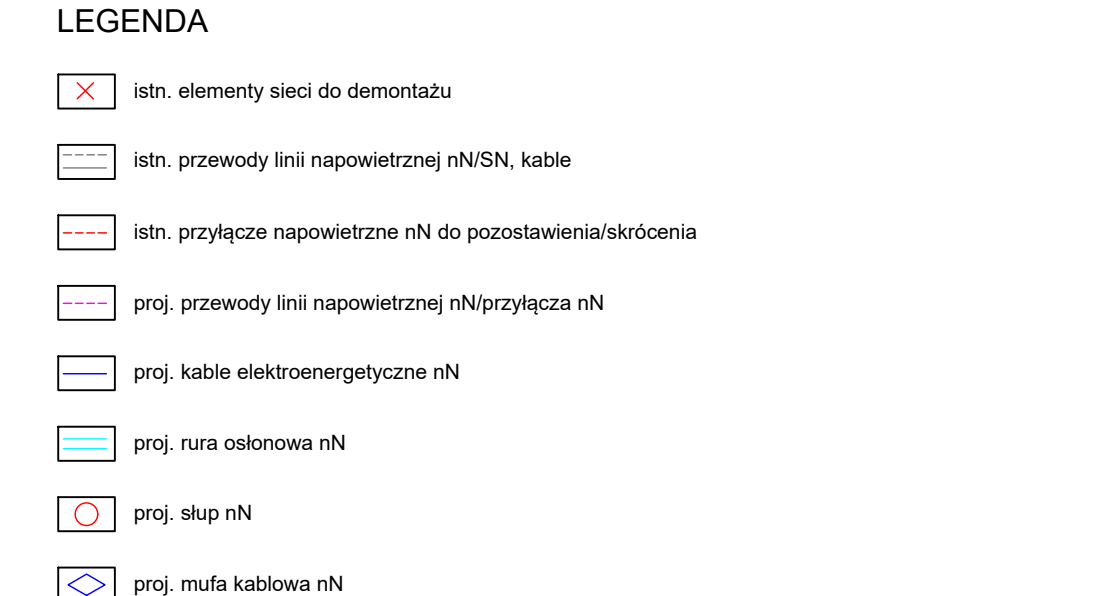 LEGENDA
istn. elementy sieci do demontażu
istn. przewody linii napowietrznej nN/SN, kable
istn. przyłącze napowietrzne nN do pozostawienia/skrócenia
proj. przewody linii napowietrznej nN/przyłącza nN
proj. kable elektroenergetyczne nN
proj. rura osłonowa nN
proj. słup nN
proj. mufa kablowa nN